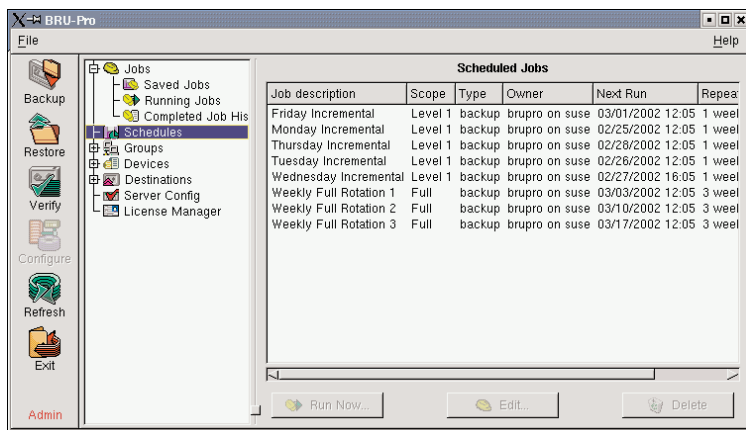 BRU-Pro
File
Help
Backup
Restore
Verify
Configure
Refresh
Exit
Admin
Jobs
Saved Jobs
Running Jobs
Completed Job His
Schedules
Groups
Devices
Destinations
Server Config
License Manager
Scheduled Jobs
Job description Scope Type Owner Next Run Repeat
Friday Incremental Level 1 backup brupro on suse 03/01/2002 12:05 1 week
Monday Incremental Level 1 backup brupro on suse 02/25/2002 12:05 1 week
Thursday Incremental Level 1 backup brupro on suse 02/28/2002 12:05 1 week
Tuesday Incremental Level 1 backup brupro on suse 02/26/2002 12:05 1 week
Wednesday Incremental Level 1 backup brupro on suse 02/27/2002 16:05 1 week
Weekly Full Rotation 1 Full backup brupro on suse 03/03/2002 12:05 3 week
Weekly Full Rotation 2 Full backup brupro on suse 03/10/2002 12:05 3 week
Weekly Full Rotation 3 Full backup brupro on suse 03/17/2002 12:05 3 week
Run Now...
Edit...
Delete